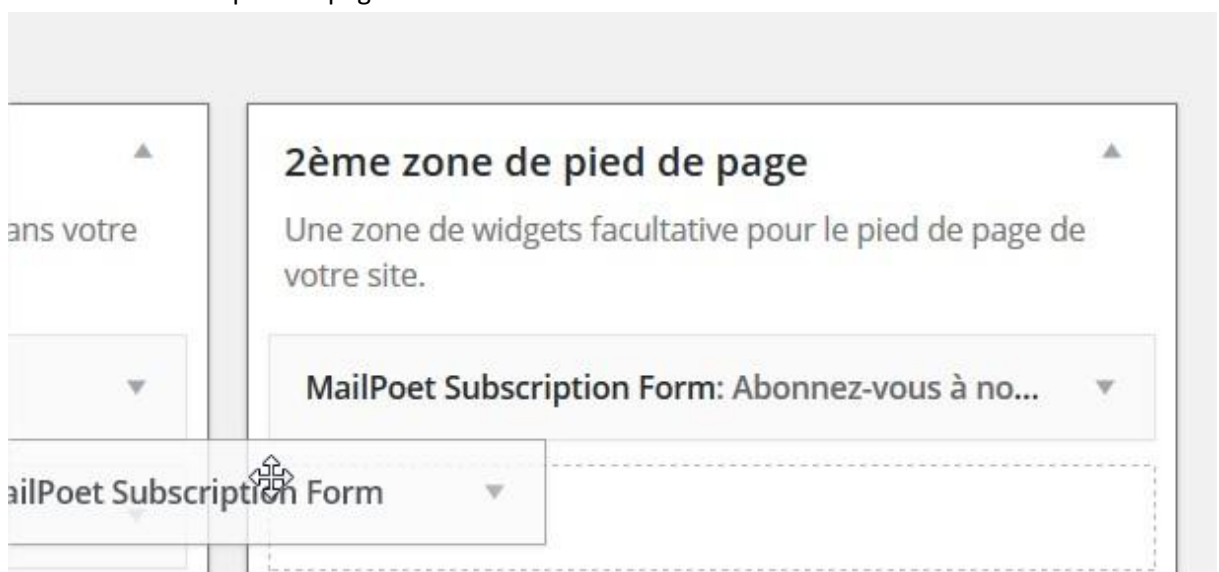 2ème zone de pied de page
ans votre
Une zone de widgets facultative pour le pied de page de
votre site.
MailPoet Subscription Form: Abonnez-vous à no...
ailPoet Subscription Form